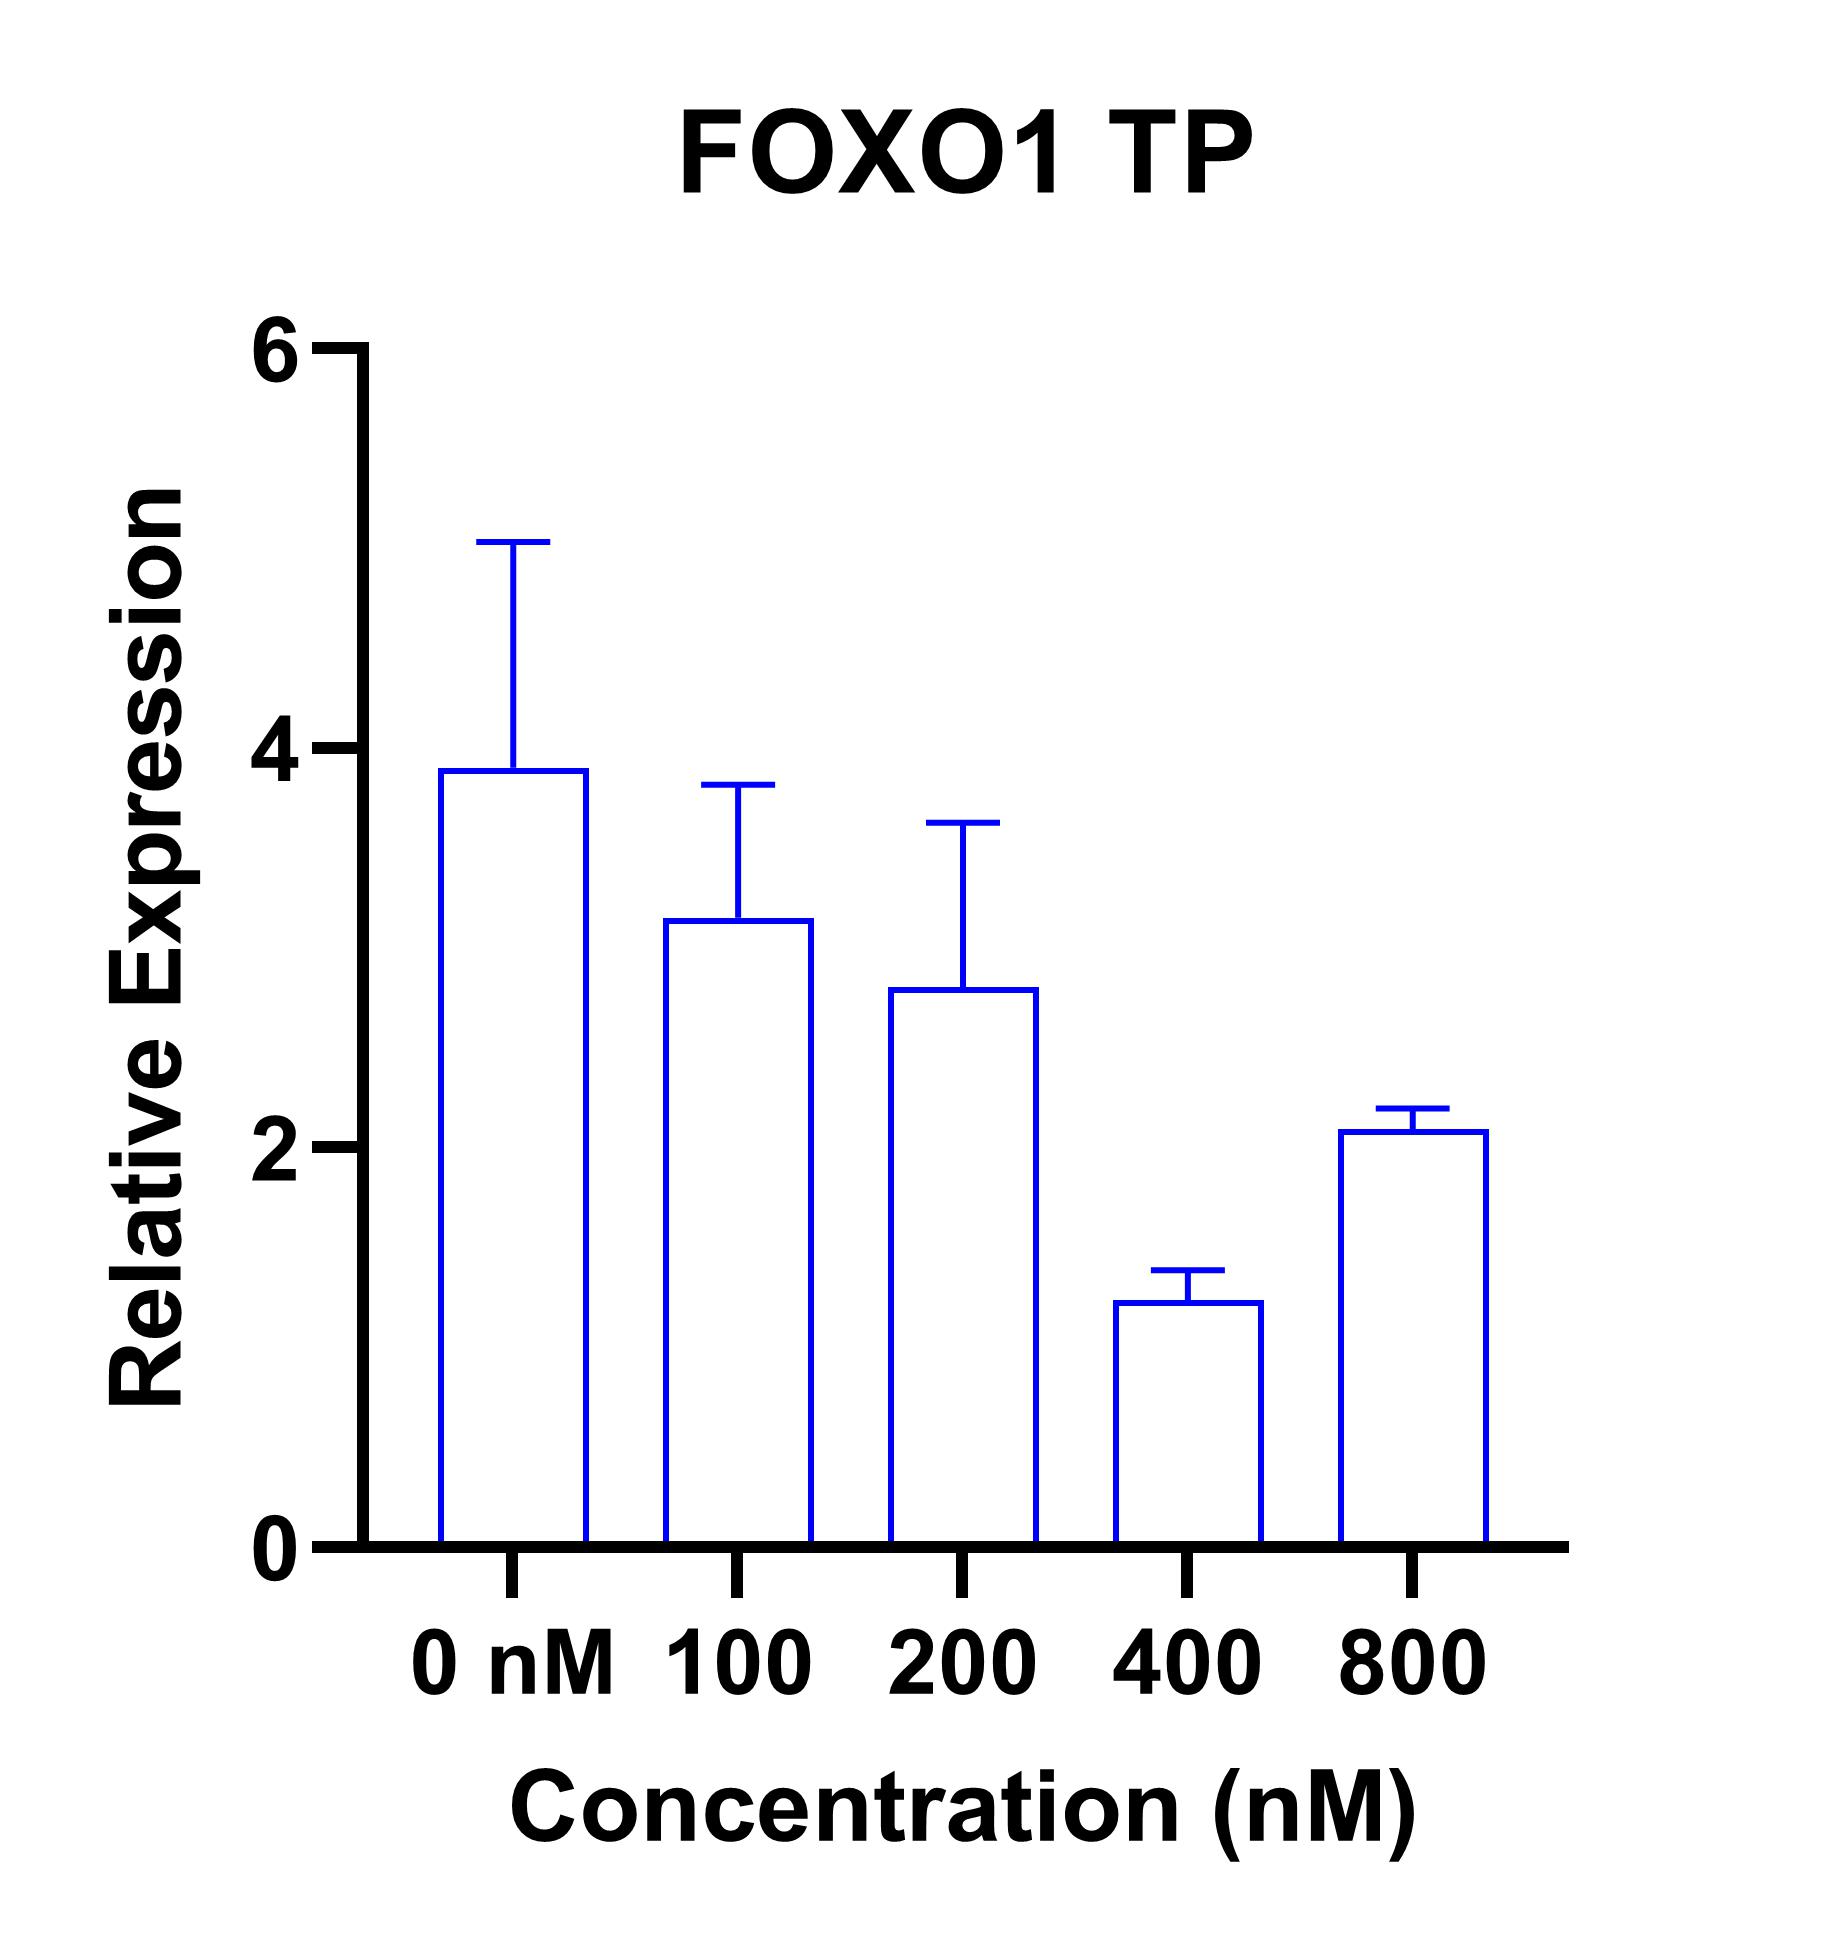 FOXO1 TP
6
4
2
0
Relative Expression
0 nM 100 200 400 800
Concentration (nM)